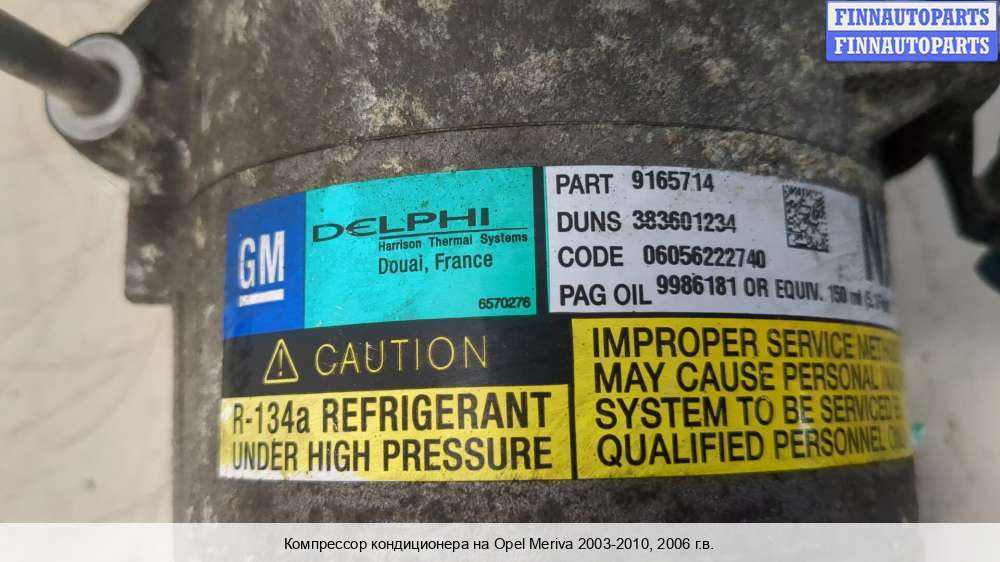 FINNAUTOPARTS
FINNAUTOPARTS
GM
DELPHI
Harrison Thermal Systems
Douai, France
6570276
PART 9165714
DUNS 383601234
CODE 06056222740
PAG OIL 9986181 OR EQUIV. 150 ml
CAUTION
R-134a REFRIGERANT
UNDER HIGH PRESSURE
IMPROPER SERVICE
MAY CAUSE PERSONAL
SYSTEM TO BE SERVICED
QUALIFIED PERSONNEL
Компрессор кондиционера на Opel Meriva 2003-2010, 2006 г.в.